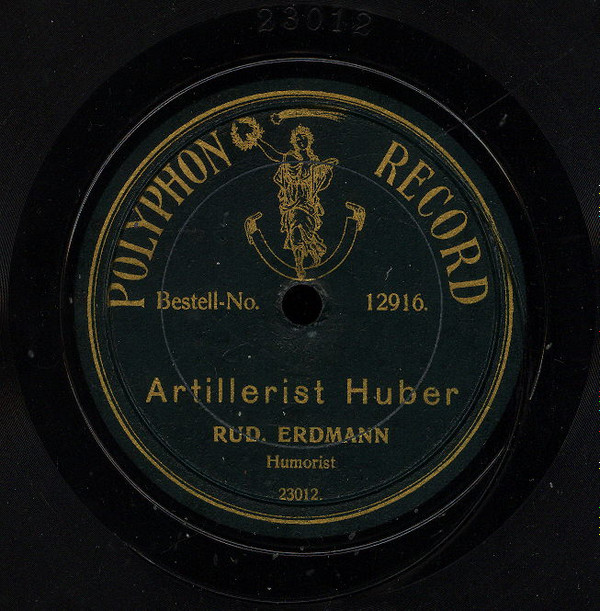 23012
POLYPHON RECORD
Bestell-No. 12916.
Artillerist Huber
RUD. ERDMANN
Humorist
23012.